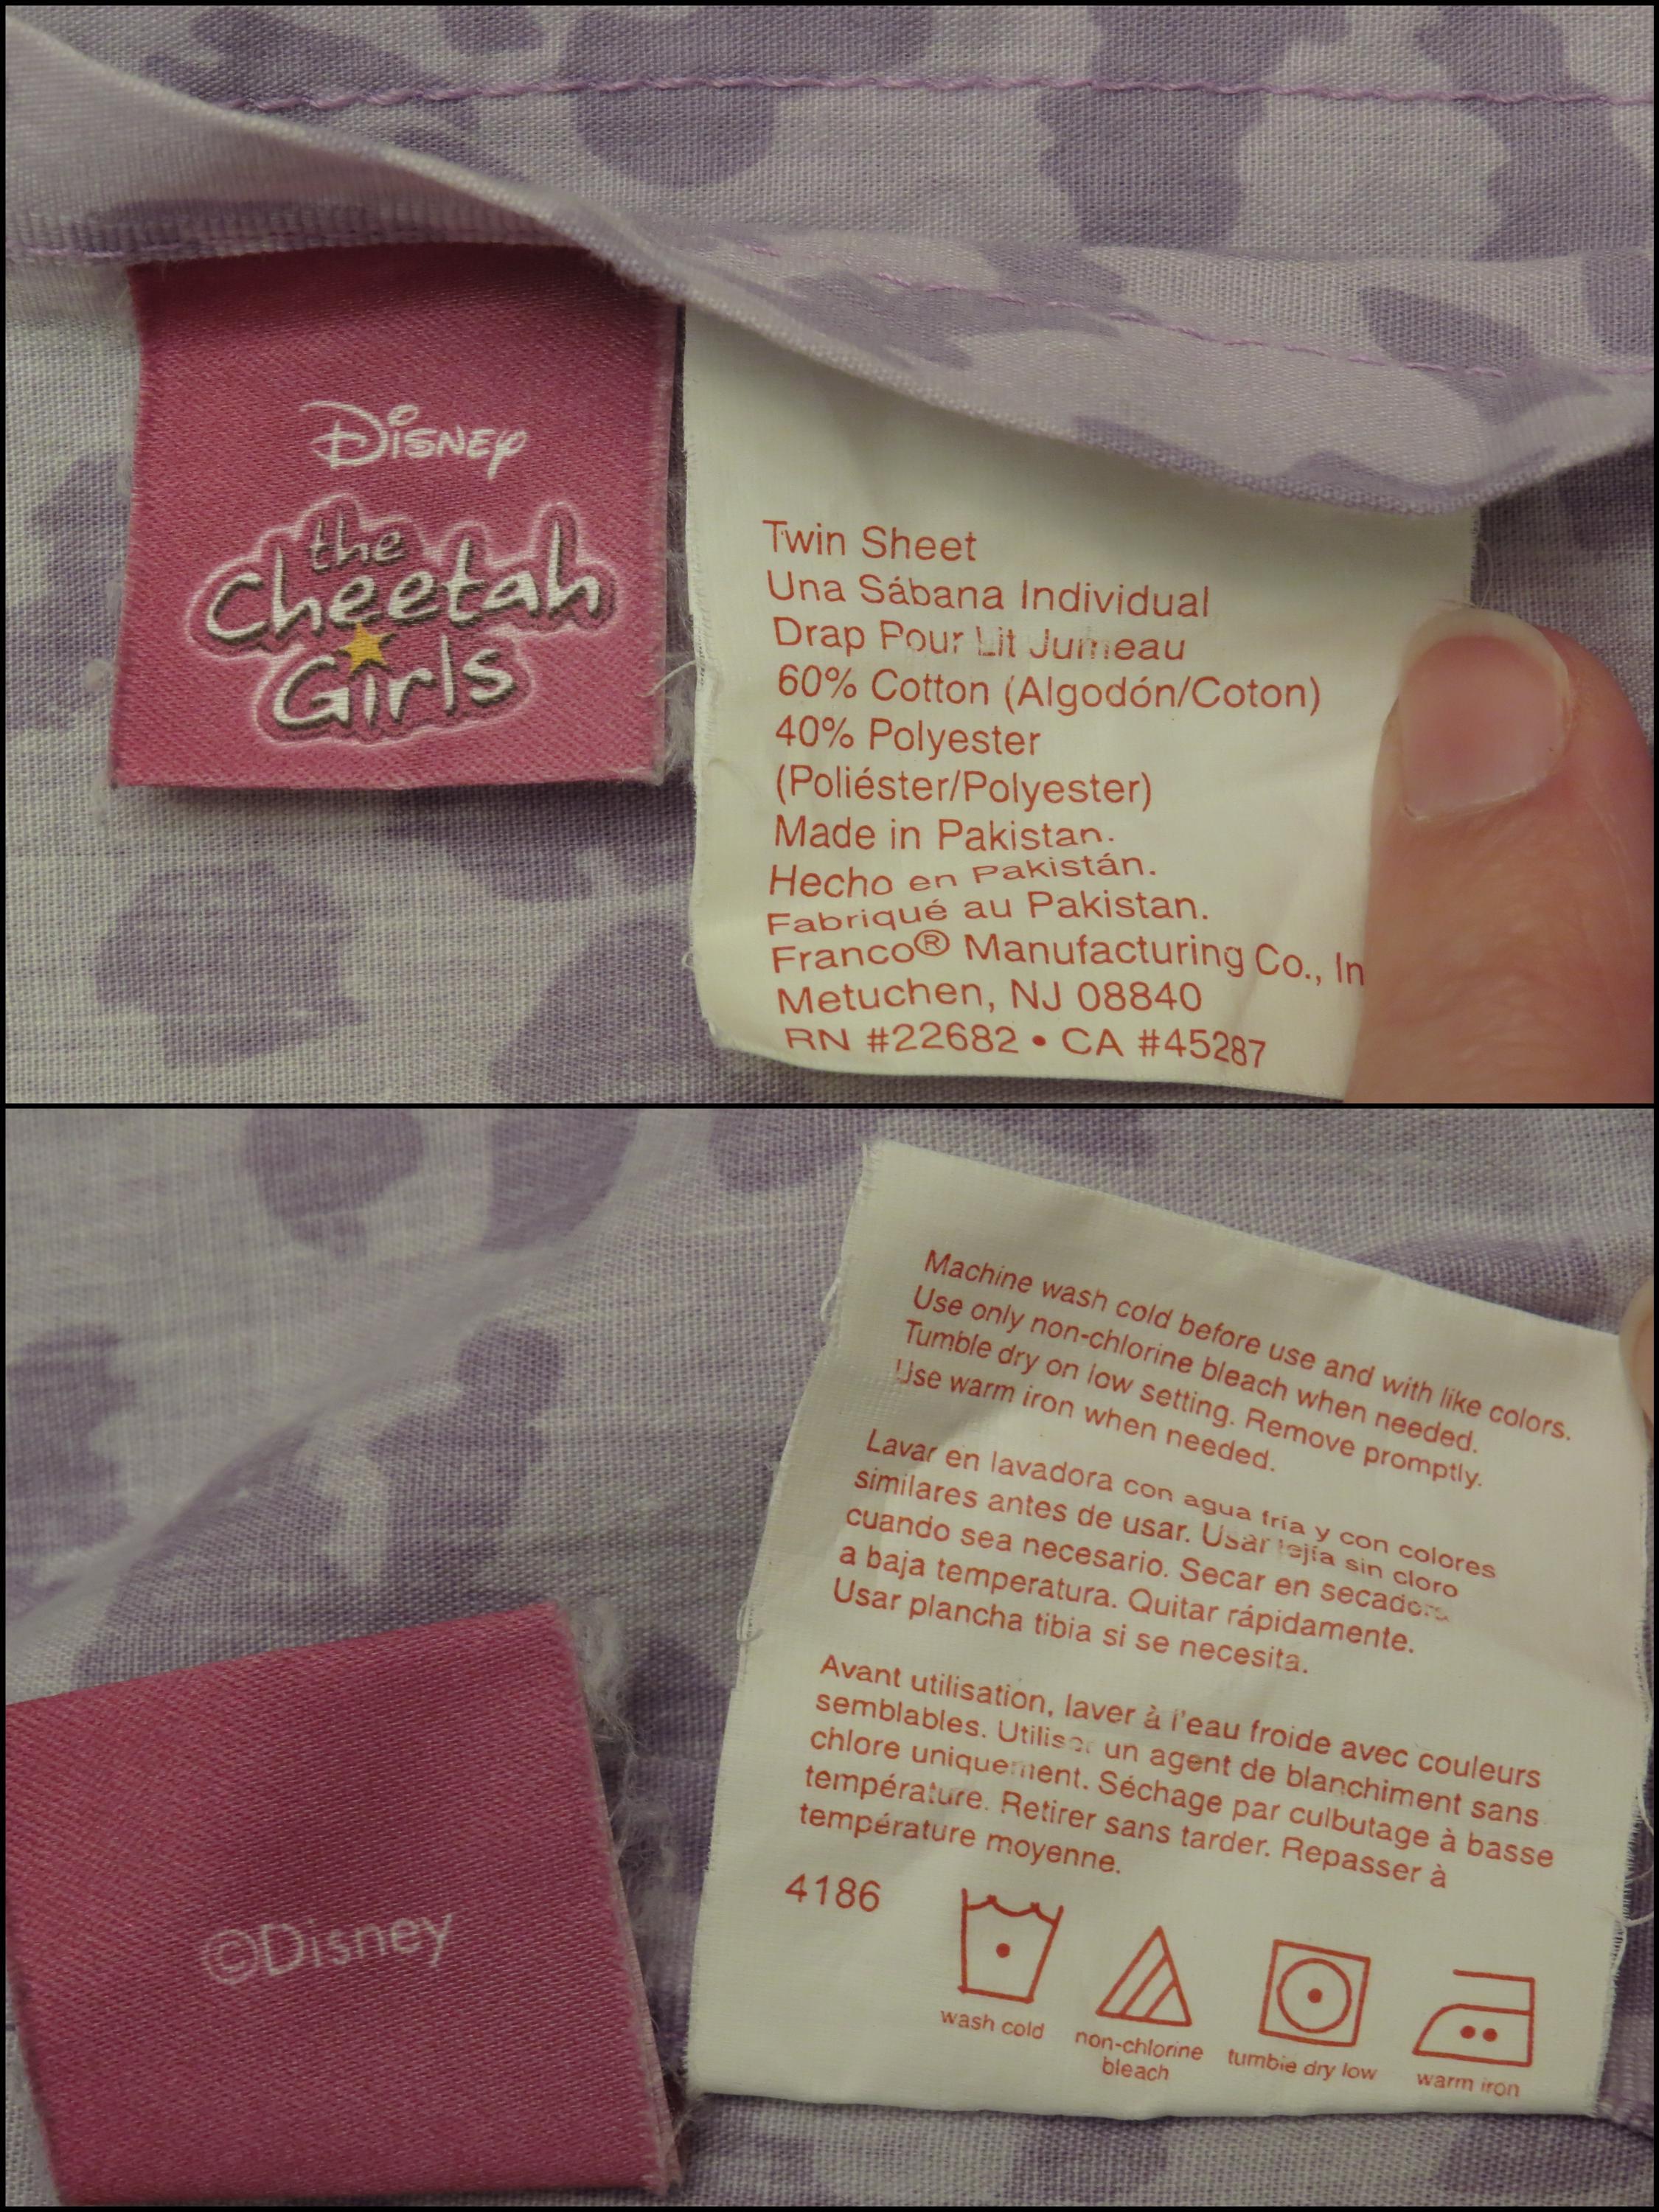 Disney
the
Cheetah
Girls
Twin Sheet
Una Sábana Individual
Drap Pour Lit Jumeau
60% Cotton (Algodón/Coton)
40% Polyester
(Poliéster/Polyester)
Made in Pakistan.
Hecho en Pakistán.
Fabriqué au Pakistan.
Franco® Manufacturing Co., In
Metuchen, NJ 08840
RN #22682 • CA #45287
Machine wash cold before use and with like colors.
Use only non-chlorine bleach when needed.
Tumble dry on low setting. Remove promptly.
Use warm iron when needed.
Lavar en lavadora con agua fría y con colores
similares antes de usar. Usar lejía sin cloro
cuando sea necesario. Secar en secadora
a baja temperatura. Quitar rápidamente.
Usar plancha tibia si se necesita.
Avant utilisation, laver à l'eau froide avec couleurs
semblables. Utiliser un agent de blanchiment sans
chlore uniquement. Séchage par culbutage à basse
température. Retirer sans tarder. Repasser à
température moyenne.
4186
wash cold
non-chlorine
bleach
tumble dry low
warm iron
©Disney